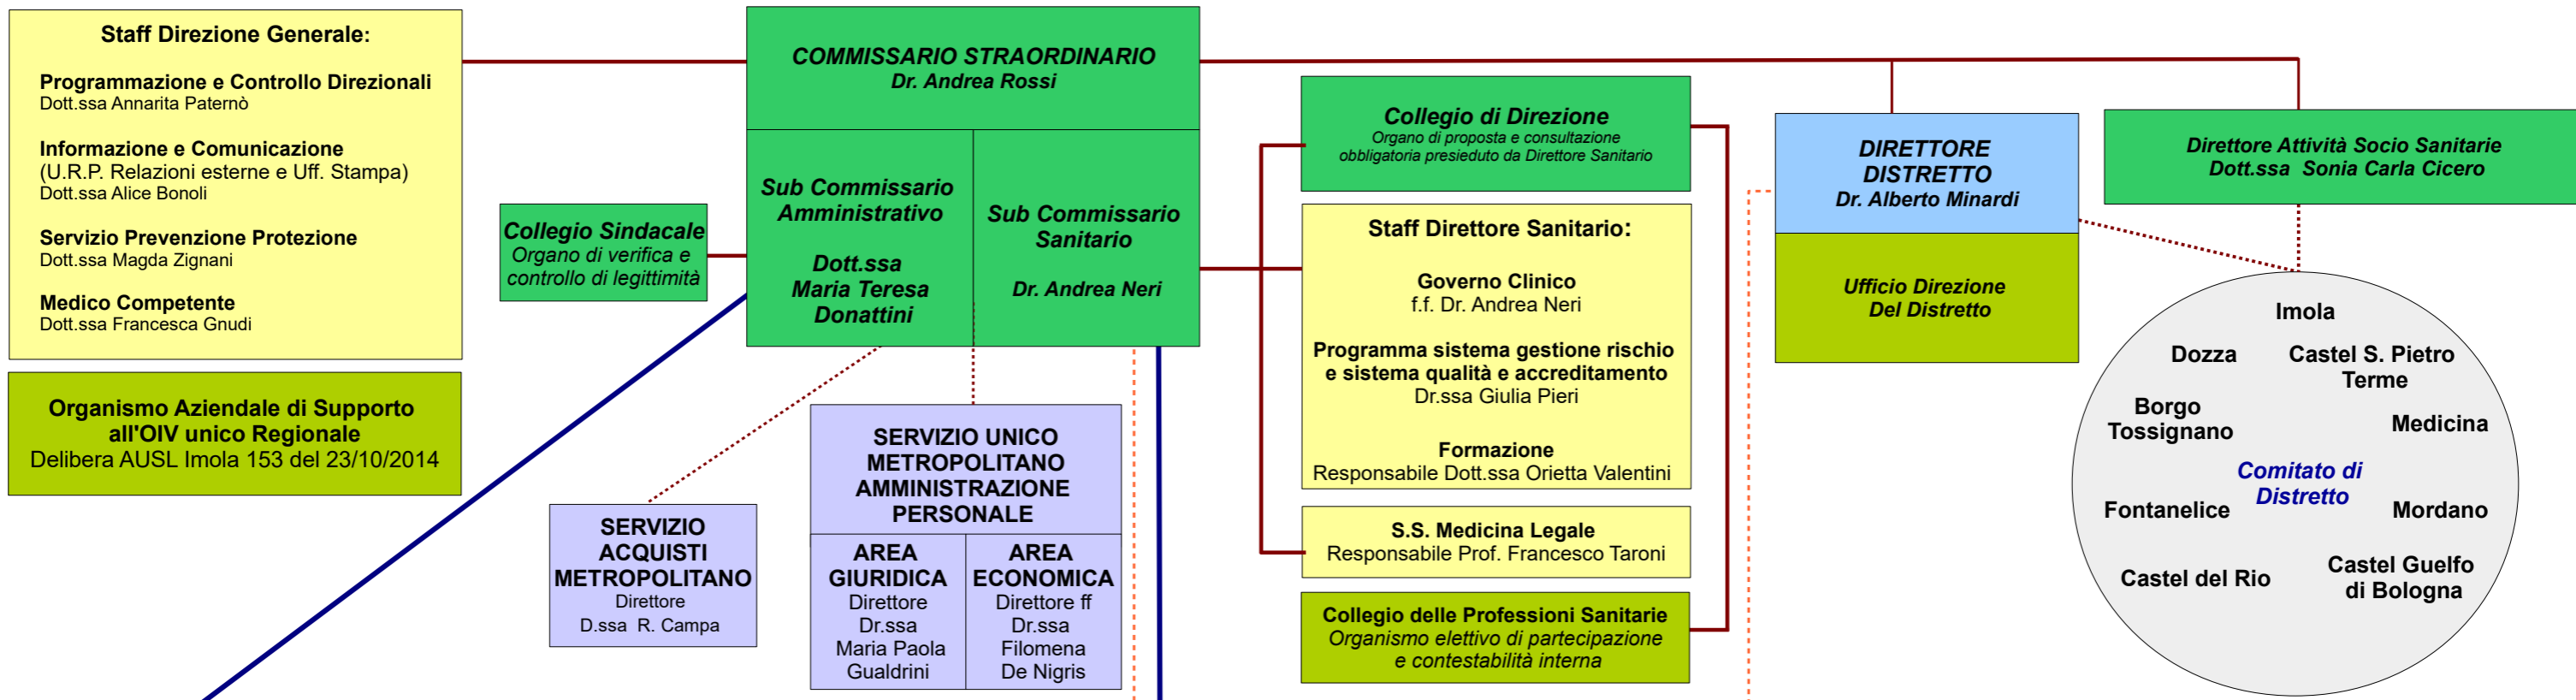 Staff Direzione Generale:
Programmazione e Controllo Direzionali
Dott.ssa Annarita Paternò
Informazione e Comunicazione
(U.R.P. Relazioni esterne e Uff. Stampa)
Dott.ssa Alice Bonoli
Servizio Prevenzione Protezione
Dott.ssa Magda Zignani
Medico Competente
Dott.ssa Francesca Gnudi
Organismo Aziendale di Supporto
all'OIV unico Regionale
Delibera AUSL Imola 153 del 23/10/2014
Collegio Sindacale
Organo di verifica e
controllo di legittimità
COMMISSARIO STRAORDINARIO
Dr. Andrea Rossi
Sub Commissario
Amministrativo
Dott.ssa
Maria Teresa
Donattini
Sub Commissario
Sanitario
Dr. Andrea Neri
SERVIZIO
ACQUISTI
METROPOLITANO
Direttore
D.ssa R. Campa
SERVIZIO UNICO
METROPOLITANO
AMMINISTRAZIONE
PERSONALE
AREA
GIURIDICA
Direttore
Dr.ssa
Maria Paola
Gualdrini
AREA
ECONOMICA
Direttore ff
Dr.ssa
Filomena
De Nigris
Collegio di Direzione
Organo di proposta e consultazione
obbligatoria presieduto da Direttore Sanitario
Staff Direttore Sanitario:
Governo Clinico
f.f. Dr. Andrea Neri
Programma sistema gestione rischio
e sistema qualità e accreditamento
Dr.ssa Giulia Pieri
Formazione
Responsabile Dott.ssa Orietta Valentini
S.S. Medicina Legale
Responsabile Prof. Francesco Taroni
Collegio delle Professioni Sanitarie
Organismo elettivo di partecipazione
e contestabilità interna
DIRETTORE
DISTRETTO
Dr. Alberto Minardi
Ufficio Direzione
Del Distretto
Direttore Attività Socio Sanitarie
Dott.ssa Sonia Carla Cicero
Imola
Dozza
Castel S. Pietro
Terme
Borgo
Tossignano
Medicina
Comitato di
Distretto
Fontanelice
Mordano
Castel del Rio
Castel Guelfo
di Bologna